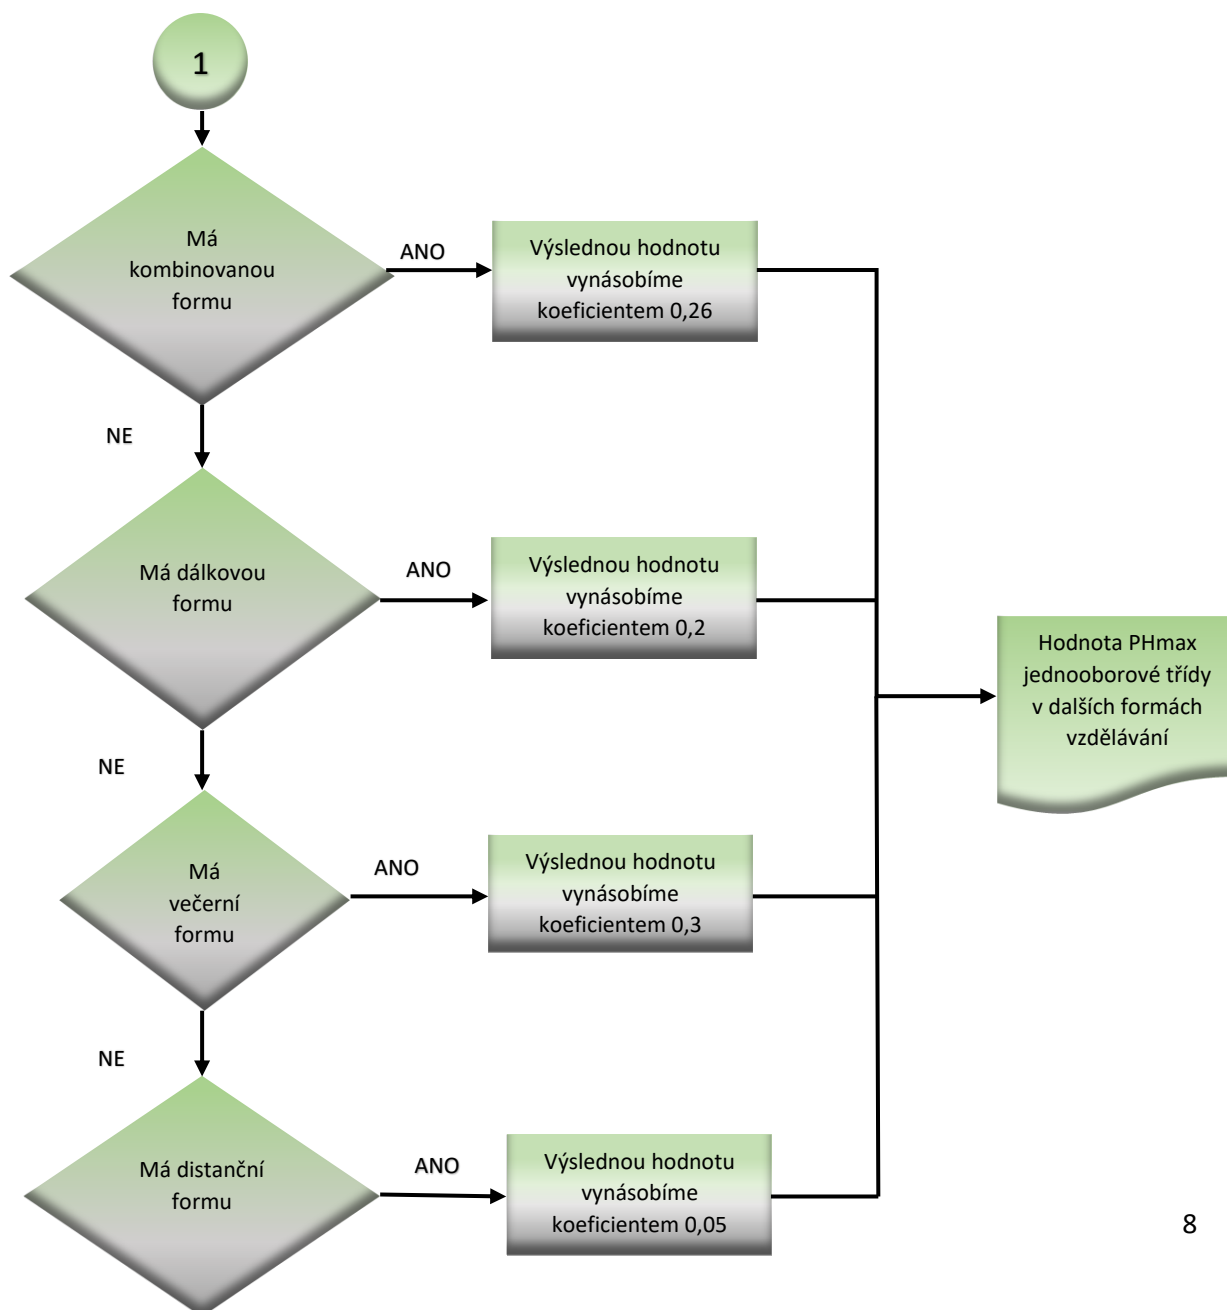 1
Má
kombinovanou
formu
ANO
Výslednou hodnotu
vynásobíme
koeficientem 0,26
NE
Má dálkovou
formu
ANO
Výslednou hodnotu
vynásobíme
koeficientem 0,2
Hodnota PHmax
jednooborové třídy
v dalších formách
vzdělávání
NE
Má
večerní
formu
ANO
Výslednou hodnotu
vynásobíme
koeficientem 0,3
NE
Má distanční
formu
ANO
Výslednou hodnotu
vynásobíme
koeficientem 0,05
8